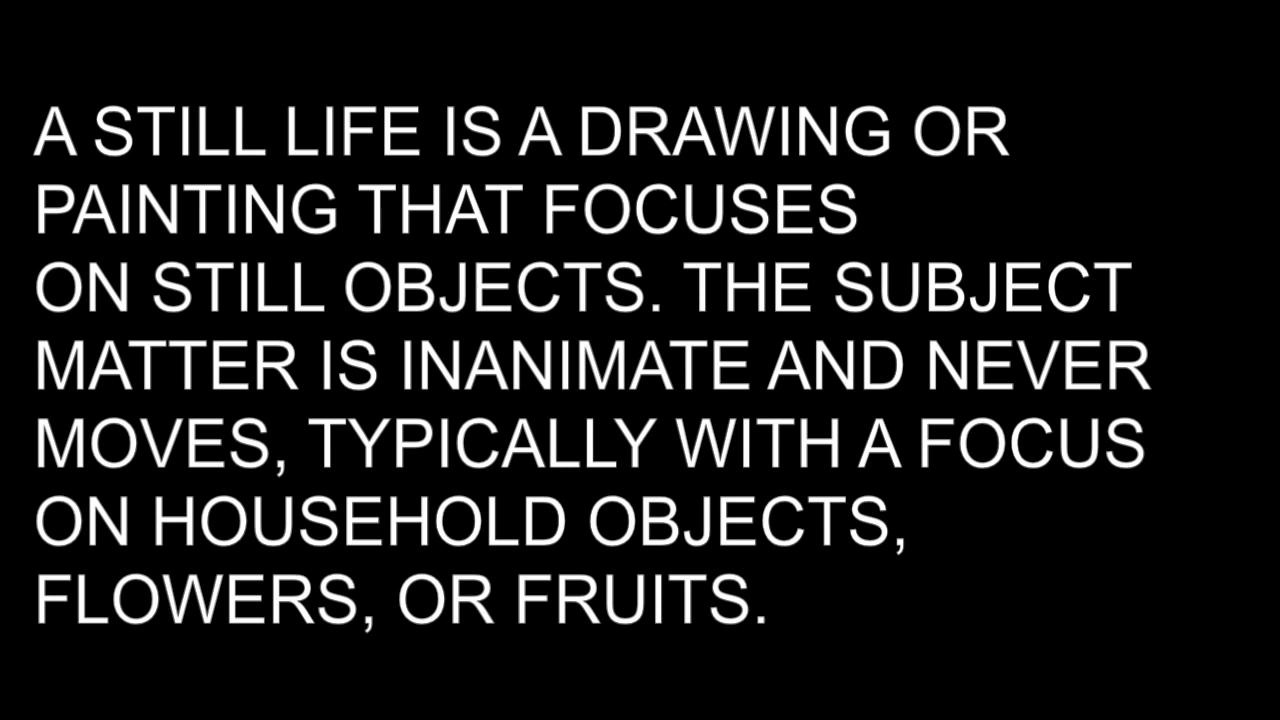 A STILL LIFE IS A DRAWING OR
PAINTING THAT FOCUSES
ON STILL OBJECTS. THE SUBJECT
MATTER IS INANIMATE AND NEVER
MOVES, TYPICALLY WITH A FOCUS
ON HOUSEHOLD OBJECTS,
FLOWERS, OR FRUITS.